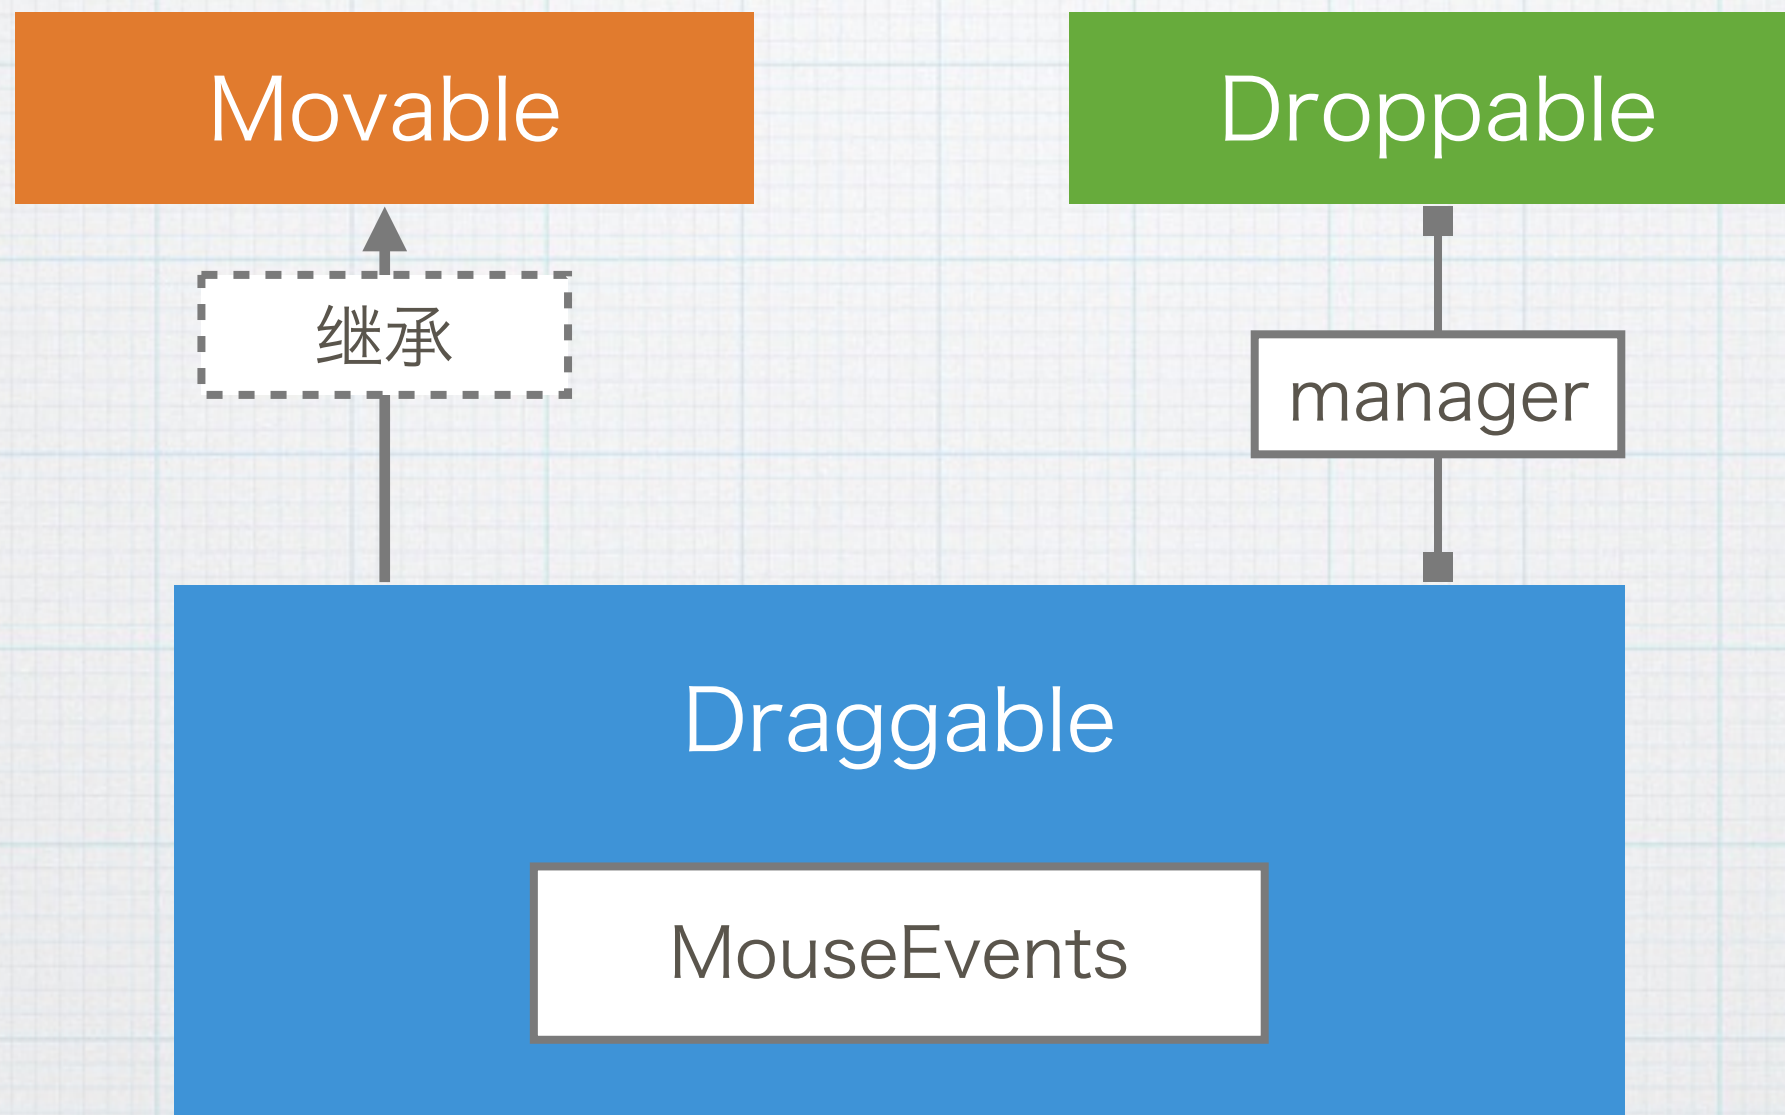 Movable
Droppable
继承
manager
Draggable
MouseEvents